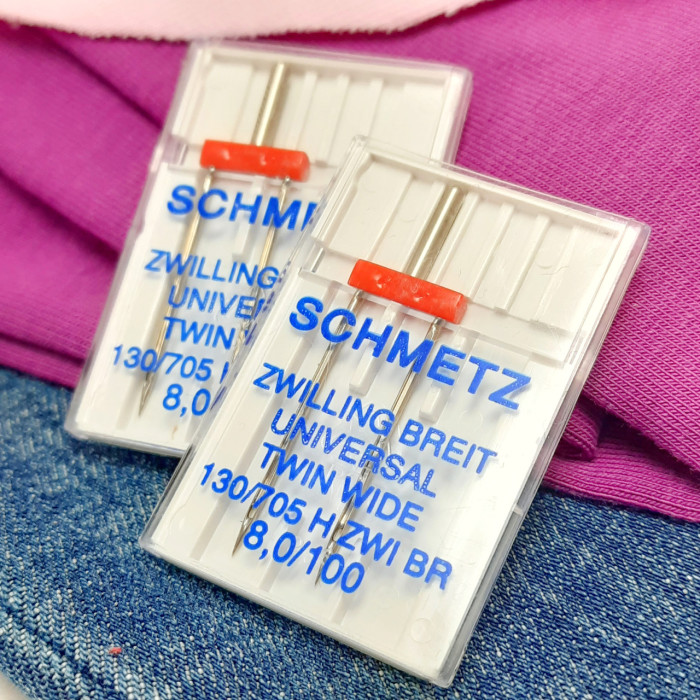 SCHME
ZWILLING
UNIVER
TWIN W
130/705 H
8,0/
SCHMETZ
ZWILLING BREIT
UNIVERSAL
TWIN WIDE
130/705 H ZWI BR
8,0/100